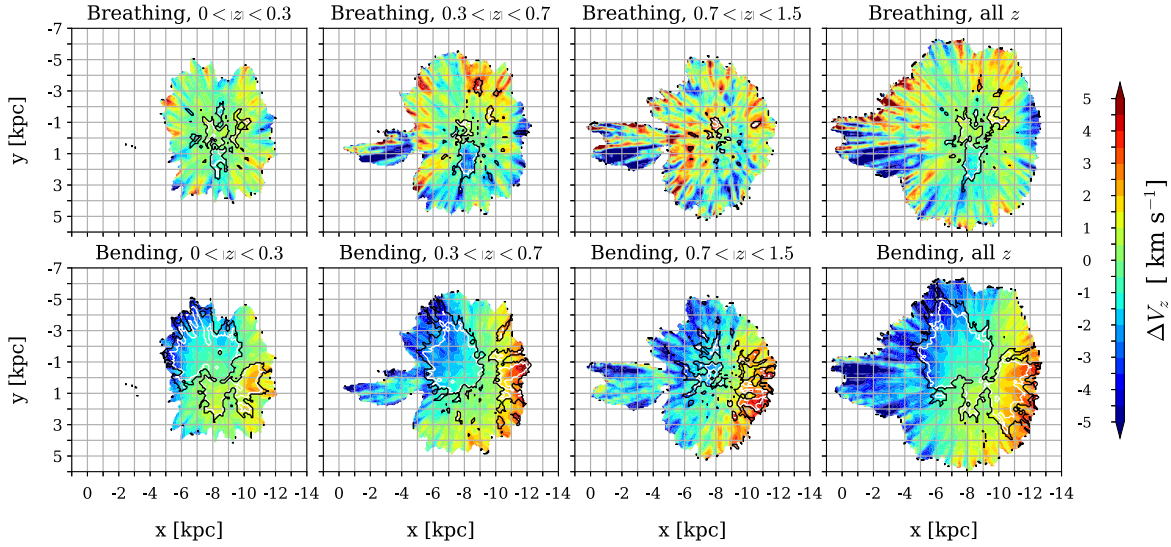 Breathing, 0 < |z| < 0.3
Breathing, 0.3 < |z| < 0.7
Breathing, 0.7 < |z| < 1.5
Breathing, all z
-7
-5
-3
-1
1
3
5
y [kpc]
Bending, 0 < |z| < 0.3
Bending, 0.3 < |z| < 0.7
Bending, 0.7 < |z| < 1.5
Bending, all z
-7
-5
-3
-1
1
3
5
y [kpc]
0 -2 -4 -6 -8 -10 -12 -14
0 -2 -4 -6 -8 -10 -12 -14
0 -2 -4 -6 -8 -10 -12 -14
0 -2 -4 -6 -8 -10 -12 -14
x [kpc]
x [kpc]
x [kpc]
x [kpc]
5
4
3
2
1
0
-1
-2
-3
-4
-5
ΔV_z [ km s⁻¹]